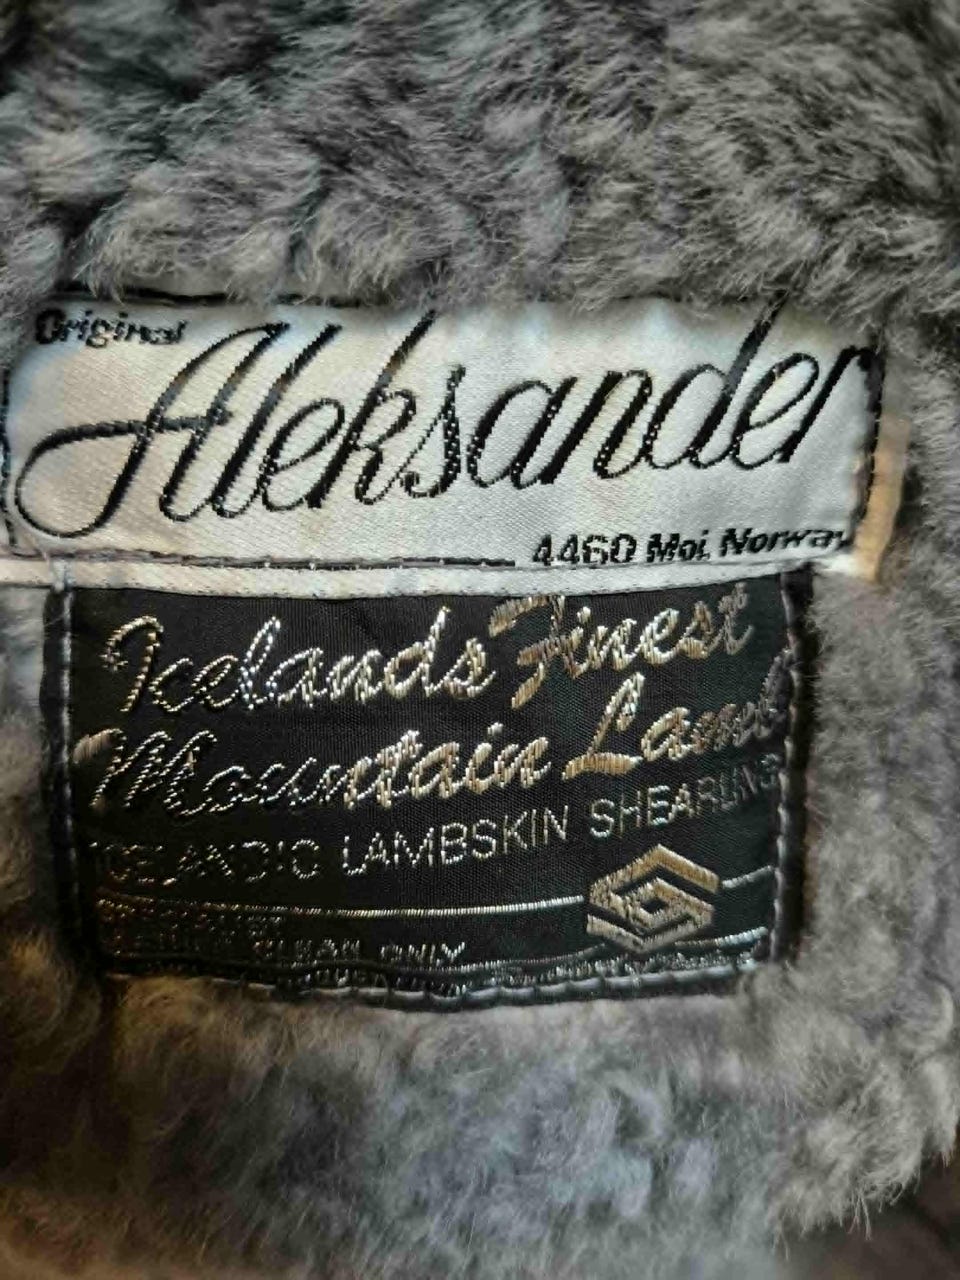 Original
Aleksander
4460 Moi, Norway
Icelands Finest
Mountain Lamb
ICELANDIC LAMBSKIN SHEARLING
CLEAN ONLY